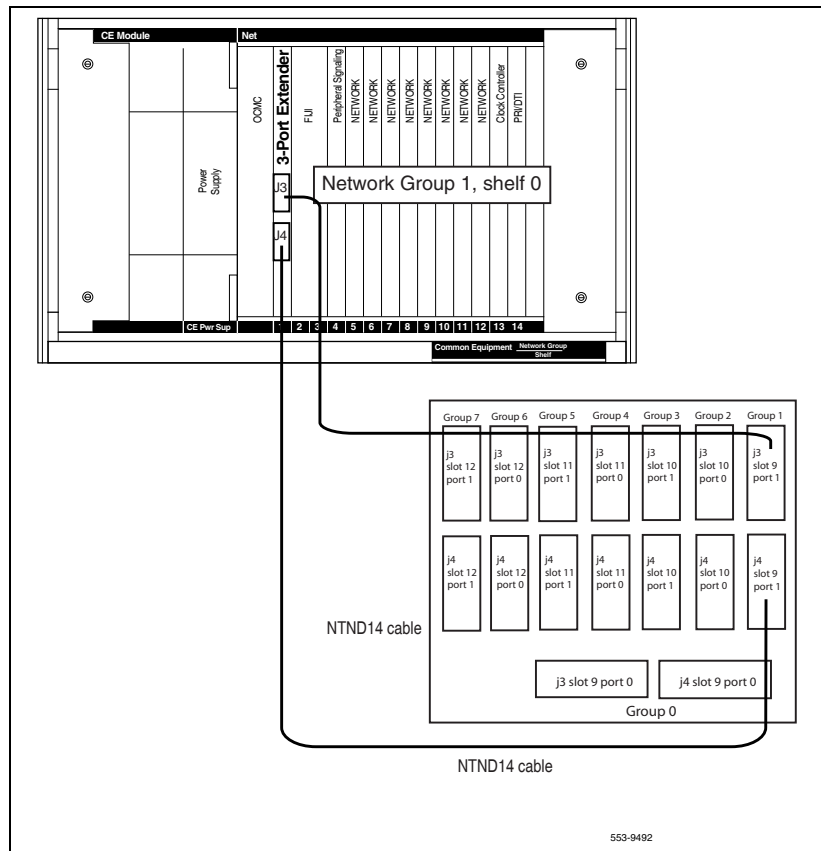 CE Module
Net
Power
Supply
OCMC
3-Port Extender
FIJI
Peripheral Signaling
NETWORK
NETWORK
NETWORK
NETWORK
NETWORK
NETWORK
NETWORK
NETWORK
Clock Controller
PRI/DTI
J3
J4
Network Group 1, shelf 0
CE Pwr Sup
1 2 3 4 5 6 7 8 9 10 11 12 13 14
Common Equipment Network Group
Shelf
Group 7 Group 6 Group 5 Group 4 Group 3 Group 2 Group 1
j3 j3 j3 j3 j3 j3 j3
slot 12 slot 12 slot 11 slot 11 slot 10 slot 10 slot 9
port 1 port 0 port 1 port 0 port 1 port 0 port 1
j4 j4 j4 j4 j4 j4 j4
slot 12 slot 12 slot 11 slot 11 slot 10 slot 10 slot 9
port 1 port 0 port 1 port 0 port 1 port 0 port 1
NTND14 cable
j3 slot 9 port 0 j4 slot 9 port 0
Group 0
NTND14 cable
553-9492